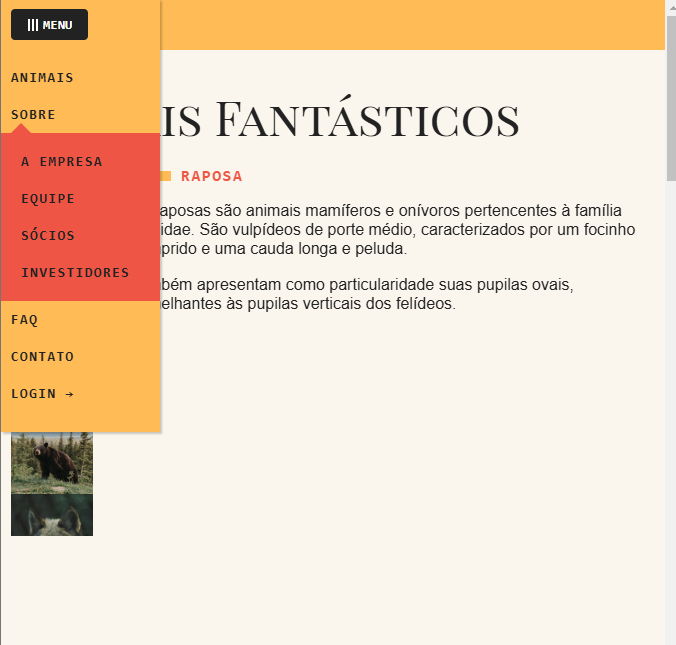 MENU
ANIMAIS
SOBRE
A EMPRESA
EQUIPE
SÓCIOS
INVESTIDORES
FAQ
CONTATO
LOGIN →
IS FANTÁSTICOS
RAPOSA
aposas são animais mamíferos e onívoros pertencentes à família
idae. São vulpídeos de porte médio, caracterizados por um focinho
prido e uma cauda longa e peluda.
bém apresentam como particularidade suas pupilas ovais,
elhantes às pupilas verticais dos felídeos.